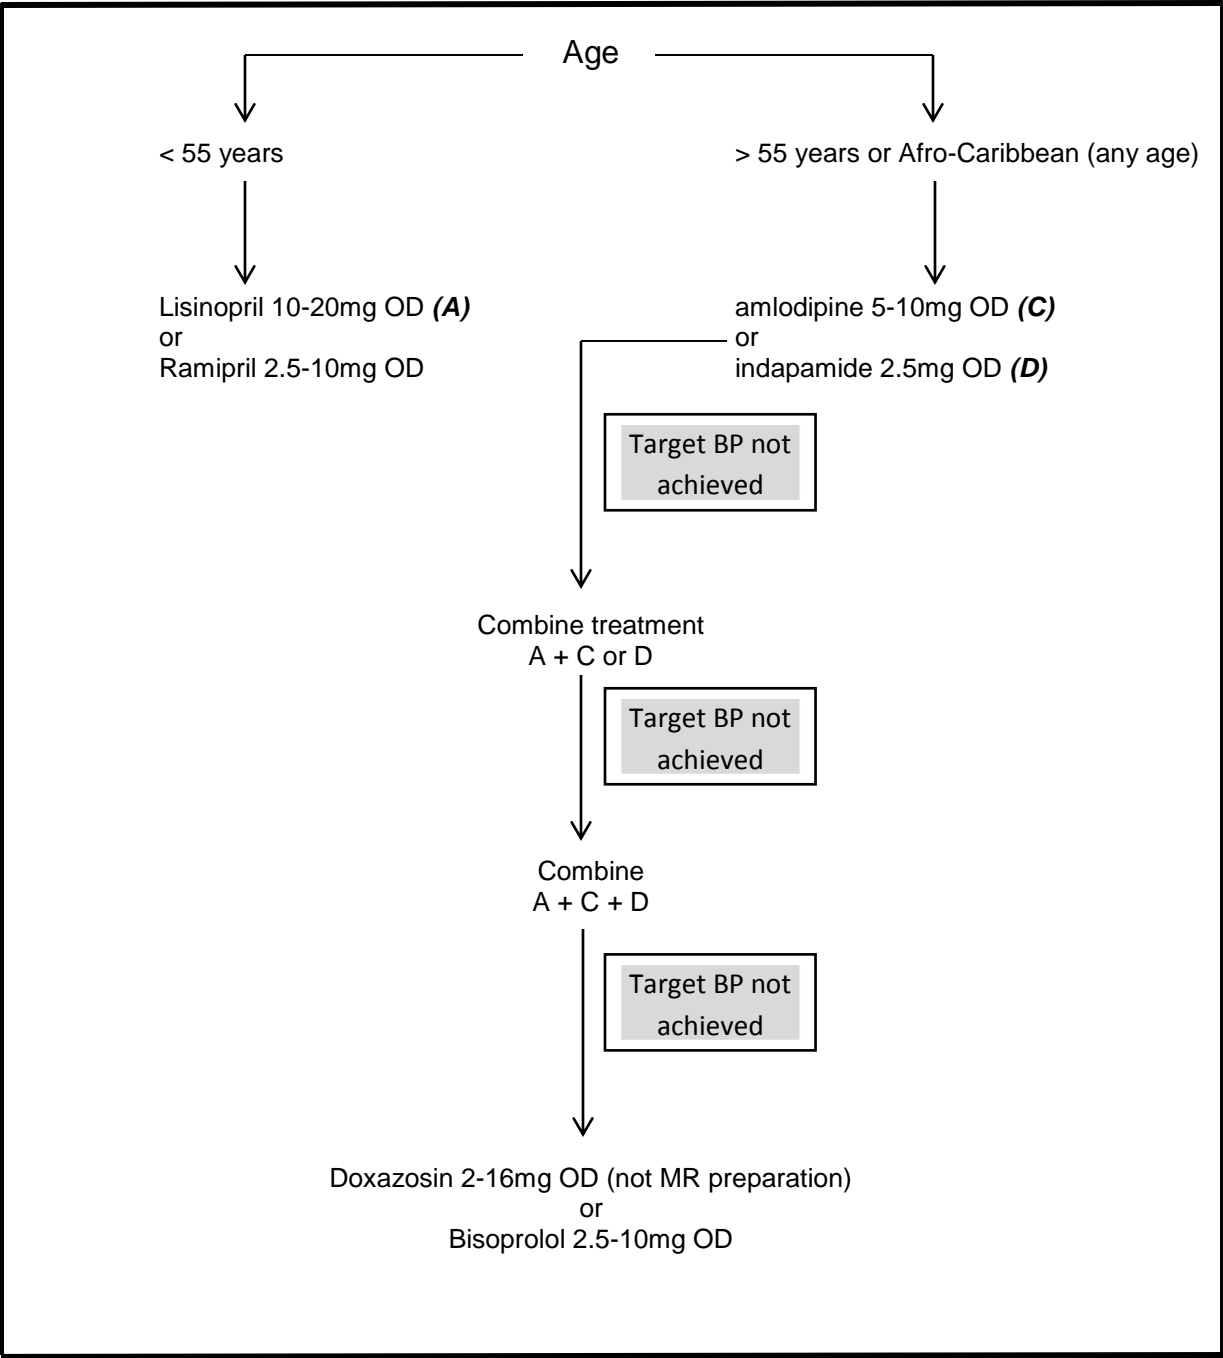 Age
< 55 years
> 55 years or Afro-Caribbean (any age)
Lisinopril 10-20mg OD (A)
or
Ramipril 2.5-10mg OD
amlodipine 5-10mg OD (C)
or
indapamide 2.5mg OD (D)
Target BP not
achieved
Combine treatment
A + C or D
Target BP not
achieved
Combine
A + C + D
Target BP not
achieved
Doxazosin 2-16mg OD (not MR preparation)
or
Bisoprolol 2.5-10mg OD